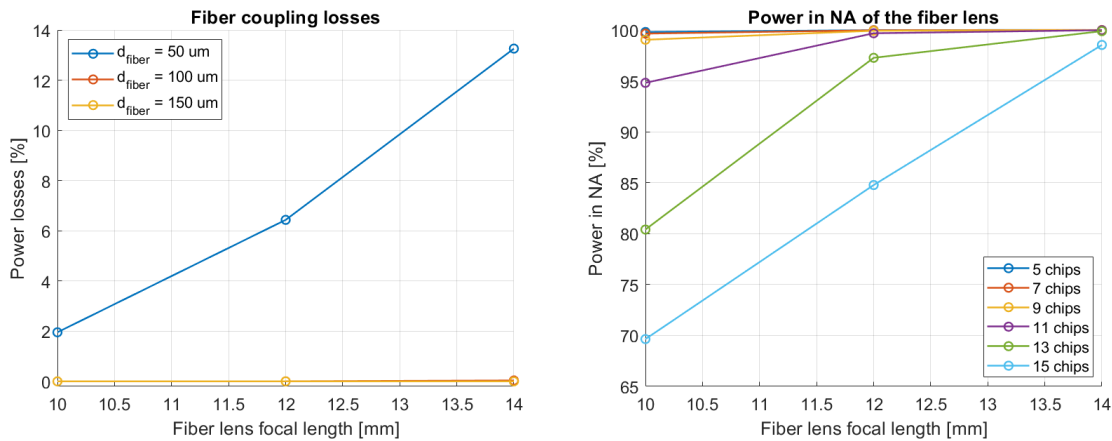 Fiber coupling losses
14
12
10
8
6
4
2
0
Power losses [%]
d_fiber = 50 um
d_fiber = 100 um
d_fiber = 150 um
10 10.5 11 11.5 12 12.5 13 13.5 14
Fiber lens focal length [mm]
Power in NA of the fiber lens
100
95
90
85
80
75
70
65
Power in NA [%]
5 chips
7 chips
9 chips
11 chips
13 chips
15 chips
10 10.5 11 11.5 12 12.5 13 13.5 14
Fiber lens focal length [mm]